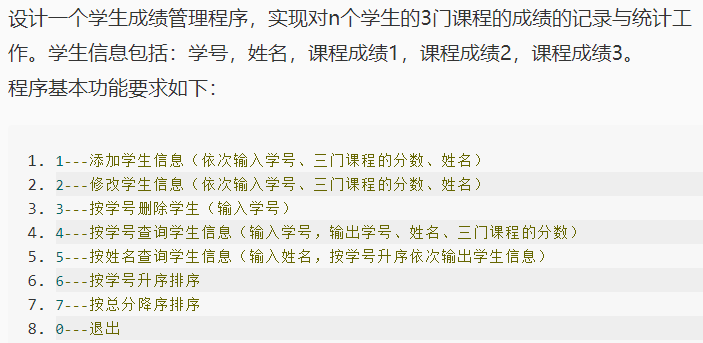 设计一个学生成绩管理程序，实现对n个学生的3门课程的成绩的记录与统计工
作。学生信息包括：学号，姓名，课程成绩1，课程成绩2，课程成绩3。
程序基本功能要求如下：
1. 1---添加学生信息（依次输入学号、三门课程的分数、姓名）
2. 2---修改学生信息（依次输入学号、三门课程的分数、姓名）
3. 3---按学号删除学生（输入学号）
4. 4---按学号查询学生信息（输入学号，输出学号、姓名、三门课程的分数）
5. 5---按姓名查询学生信息（输入姓名，按学号升序依次输出学生信息）
6. 6---按学号升序排序
7. 7---按总分降序排序
8. 0---退出